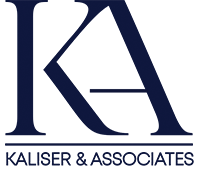 KA
KALISER & ASSOCIATES